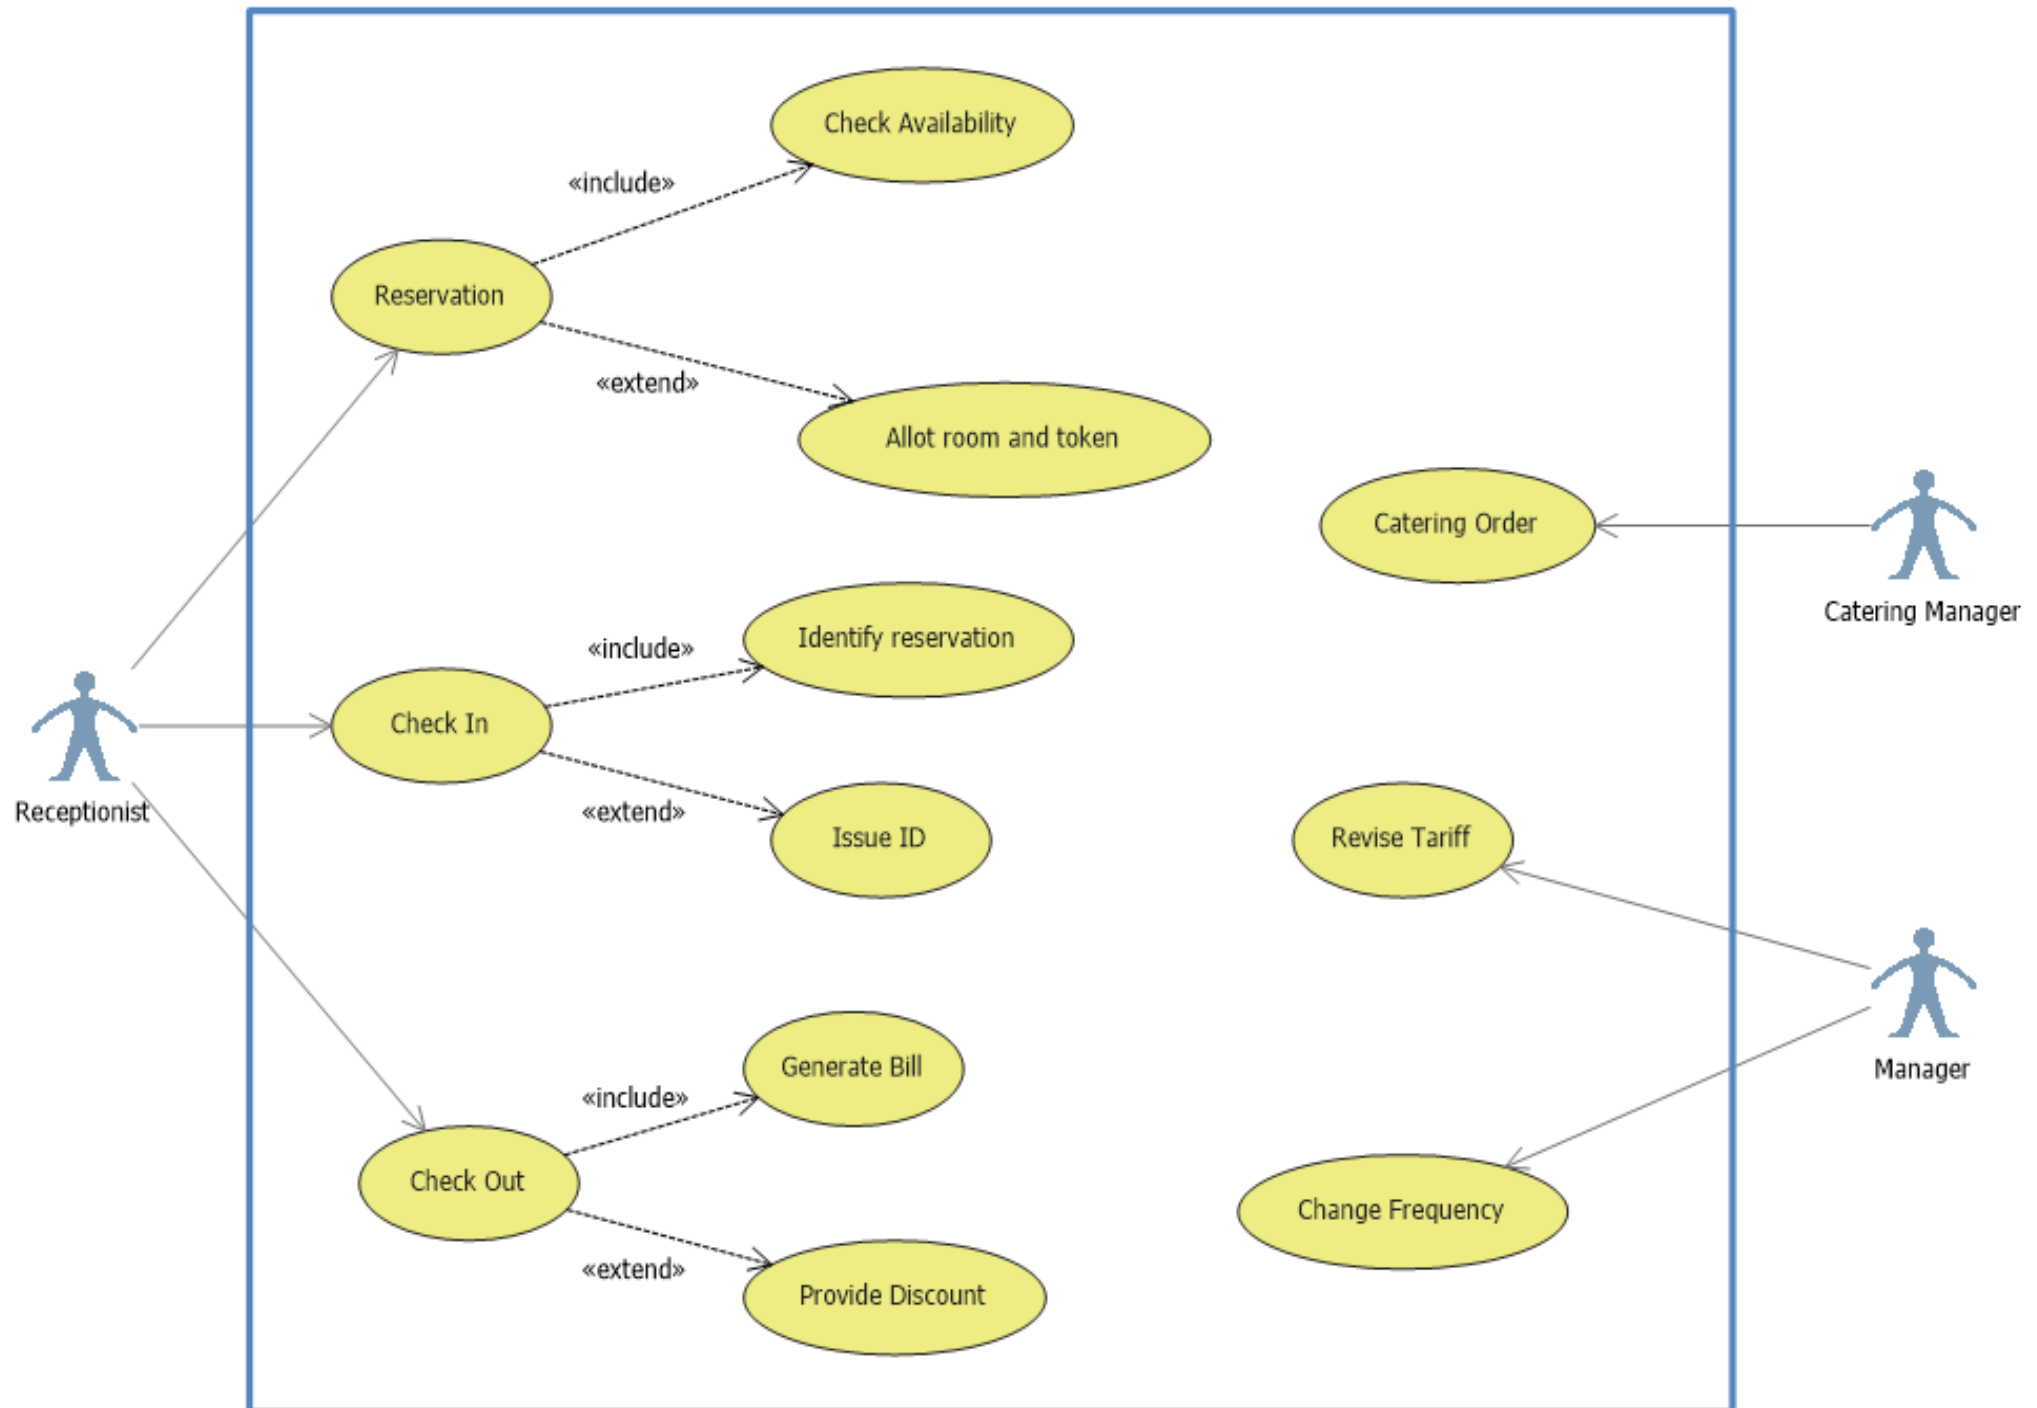 Check Availability
«include»
Reservation
«extend»
Allot room and token
Catering Order
Catering Manager
Identify reservation
«include»
Check In
Receptionist
«extend»
Issue ID
Revise Tariff
Manager
Generate Bill
«include»
Check Out
Change Frequency
«extend»
Provide Discount